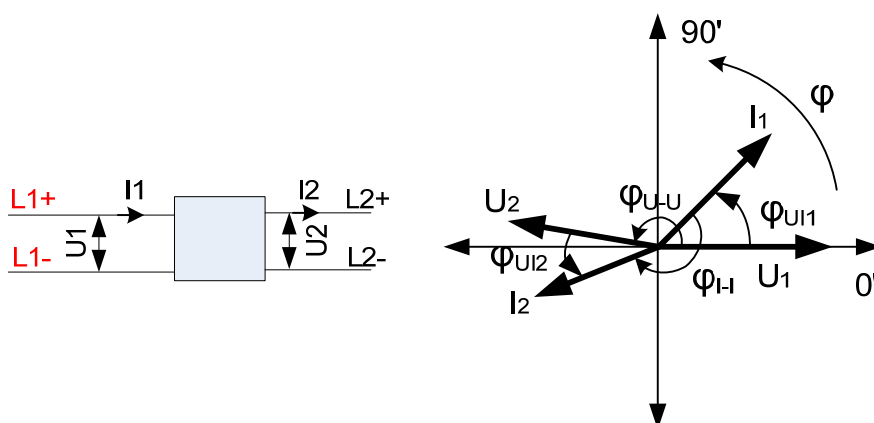 L1+
I1
I2
L2+
U1
U2
L1-
L2-
90'
φ
I1
φU-U
U2
φUI1
φUI2
φI-I
U1
I2
0'